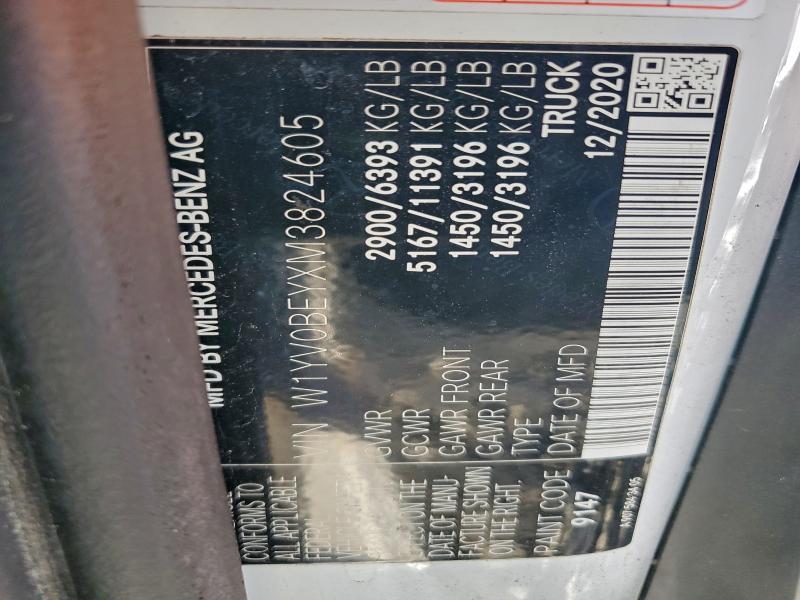 MFD BY MERCEDES-BENZ AG
VIN W1YV0BEYXM3824605
GVWR 2900/6393 KG/LB
GCWR 5167/11391 KG/LB
GAWR FRONT 1450/3196 KG/LB
GAWR REAR 1450/3196 KG/LB
TYPE TRUCK
DATE OF MFD 12/2020
CONFORMS TO
ALL APPLICABLE
FEDERAL
ON THE
DATE OF MANU-
FACTURE SHOWN
ON THE RIGHT.
PAINT CODE
9147